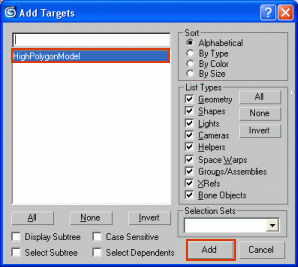 Add Targets
HighPolygonModel
Sort
Alphabetical
By Type
By Color
By Size
List Types
Geometry
Shapes
Lights
Cameras
Helpers
Space Warps
Groups/Assemblies
XRefs
Bone Objects
All
None
Invert
All
None
Invert
Display Subtree
Case Sensitive
Select Subtree
Select Dependents
Selection Sets
Add
Cancel